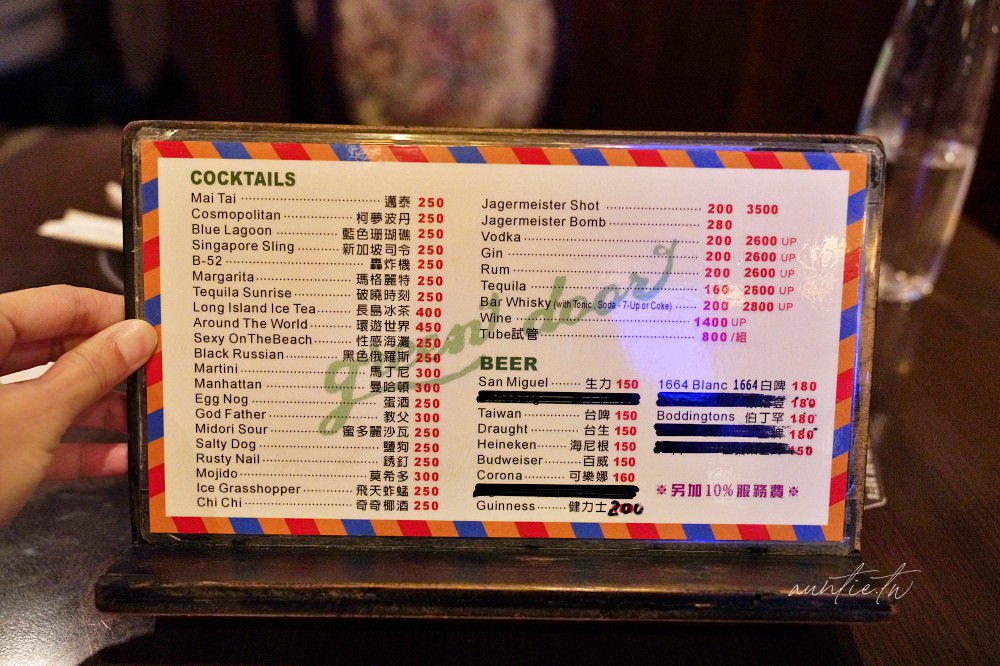 COCKTAILS
Mai Tai 邁泰 250
Cosmopolitan 柯夢波丹 250
Blue Lagoon 藍色珊瑚礁 250
Singapore Sling 新加坡司令 250
B-52 轟炸機 250
Margarita 瑪格麗特 250
Tequila Sunrise 破曉時刻 250
Long Island Ice Tea 長島冰茶 400
Around The World 環遊世界 450
Sexy OnTheBeach 性感海灘 250
Black Russian 黑色俄羅斯 250
Martini 馬丁尼 300
Manhattan 曼哈頓 300
Egg Nog 蛋酒 250
God Father 教父 300
Midori Sour 蜜多麗沙瓦 250
Salty Dog 鹽狗 250
Rusty Nail 銹釘 250
Mojido 莫希多 300
Ice Grasshopper 飛天蚱蜢 250
Chi Chi 奇奇椰酒 250
Jagermeister Shot 200 3500
Jagermeister Bomb 280
Vodka 200 2600 UP
Gin 200 2600 UP
Rum 200 2600 UP
Tequila 160 2600 UP
Bar Whisky (with Tonic, Soda - 7-Up or Coke) 200 2800 UP
Wine 1400 UP
Tube試管 800 /組
green door
BEER
San Miguel 生力 150
Taiwan 台啤 150
Draught 台生 150
Heineken 海尼根 150
Budweiser 百威 150
Corona 可樂娜 160
Guinness 健力士 200
1664 Blanc 1664白啤 180
180
Boddingtons 伯丁罕 180
啤 180
150
※另加10%服務費※
auntie.tw